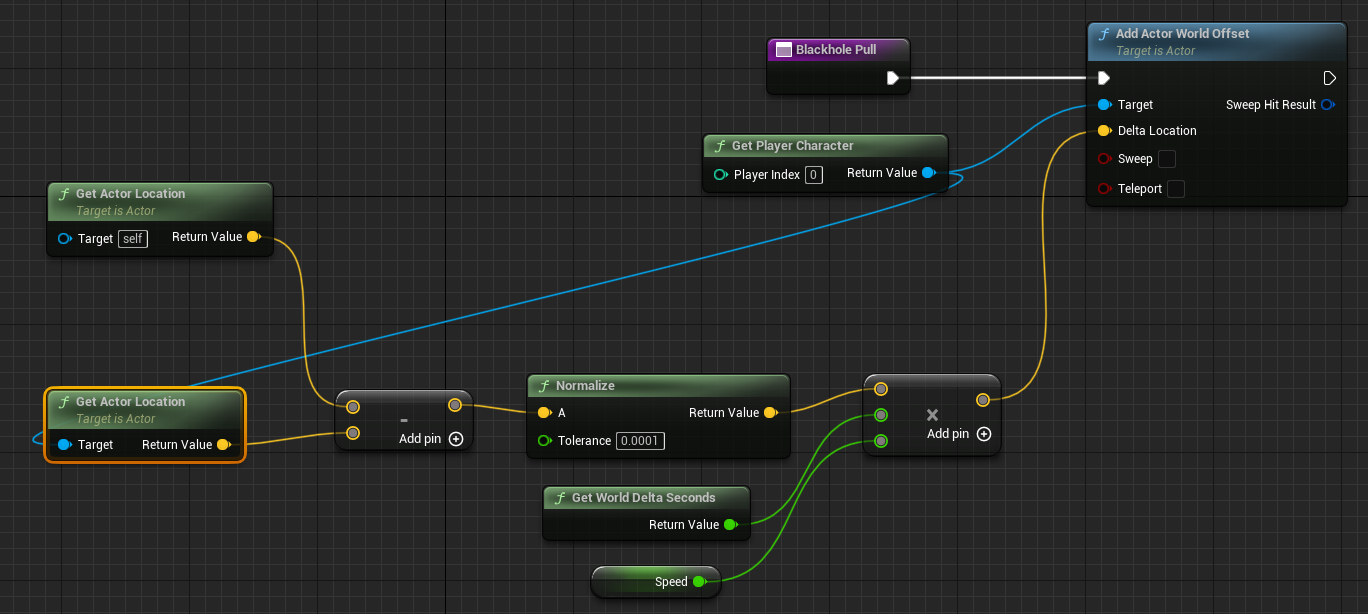 Blackhole Pull
Add Actor World Offset
Target is Actor
Target
Sweep Hit Result
Delta Location
Sweep
Teleport
Get Player Character
Player Index 0
Return Value
Get Actor Location
Target is Actor
Target self
Return Value
Get Actor Location
Target is Actor
Target
Return Value
-
Add pin
Normalize
A
Return Value
Tolerance 0.0001
x
Add pin
Get World Delta Seconds
Return Value
Speed